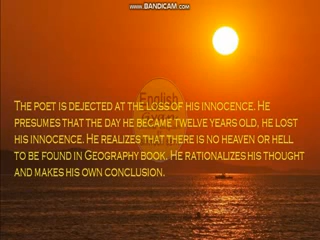 www.BANDICAM.com
English
The poet is dejected at the loss of his innocence. He
presumes that the day he became twelve years old, he lost
his innocence. He realizes that there is no heaven or hell
to be found in Geography book. He rationalizes his thought
and makes his own conclusion.